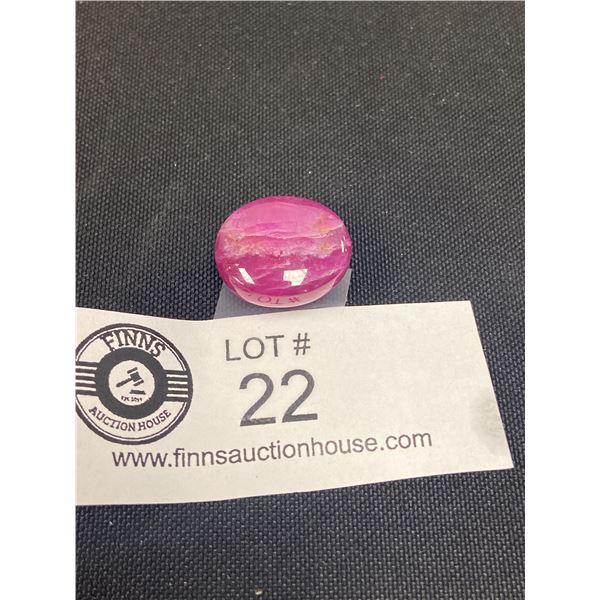 FINNS
AUCTION HOUSE
LOT #
22
www.finnsauctionhouse.com